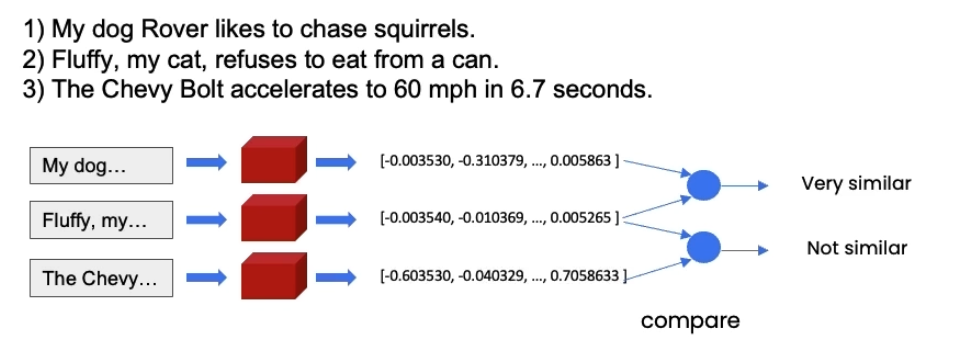 1) My dog Rover likes to chase squirrels.
2) Fluffy, my cat, refuses to eat from a can.
3) The Chevy Bolt accelerates to 60 mph in 6.7 seconds.
My dog...
[-0.003530, -0.310379, ..., 0.005863 ]
Very similar
Fluffy, my...
[-0.003540, -0.010369, ..., 0.005265 ]
Not similar
The Chevy...
[-0.603530, -0.040329, ..., 0.7058633 ]
compare